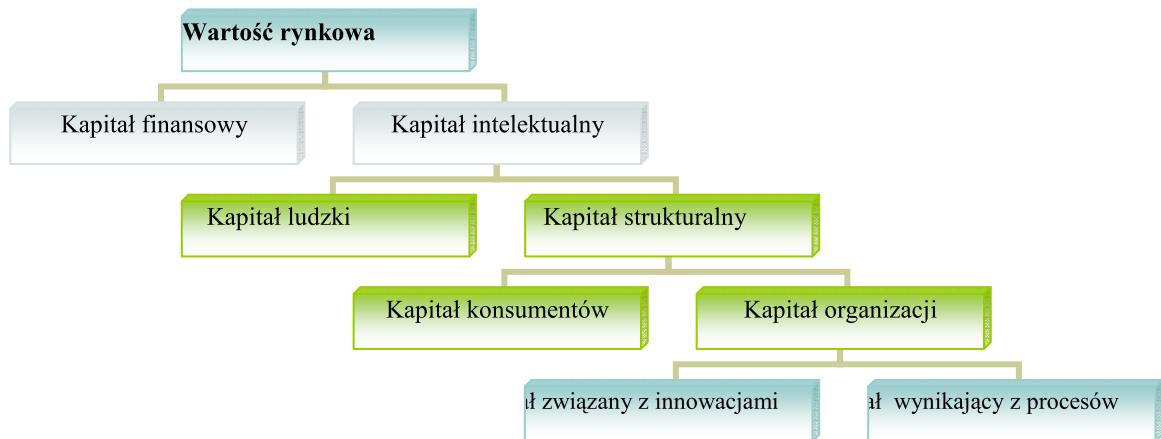 Wartość rynkowa
Kapitał finansowy
Kapitał intelektualny
Kapitał ludzki
Kapitał strukturalny
Kapitał konsumentów
Kapitał organizacji
ał związany z innowacjami
ał wynikający z procesów